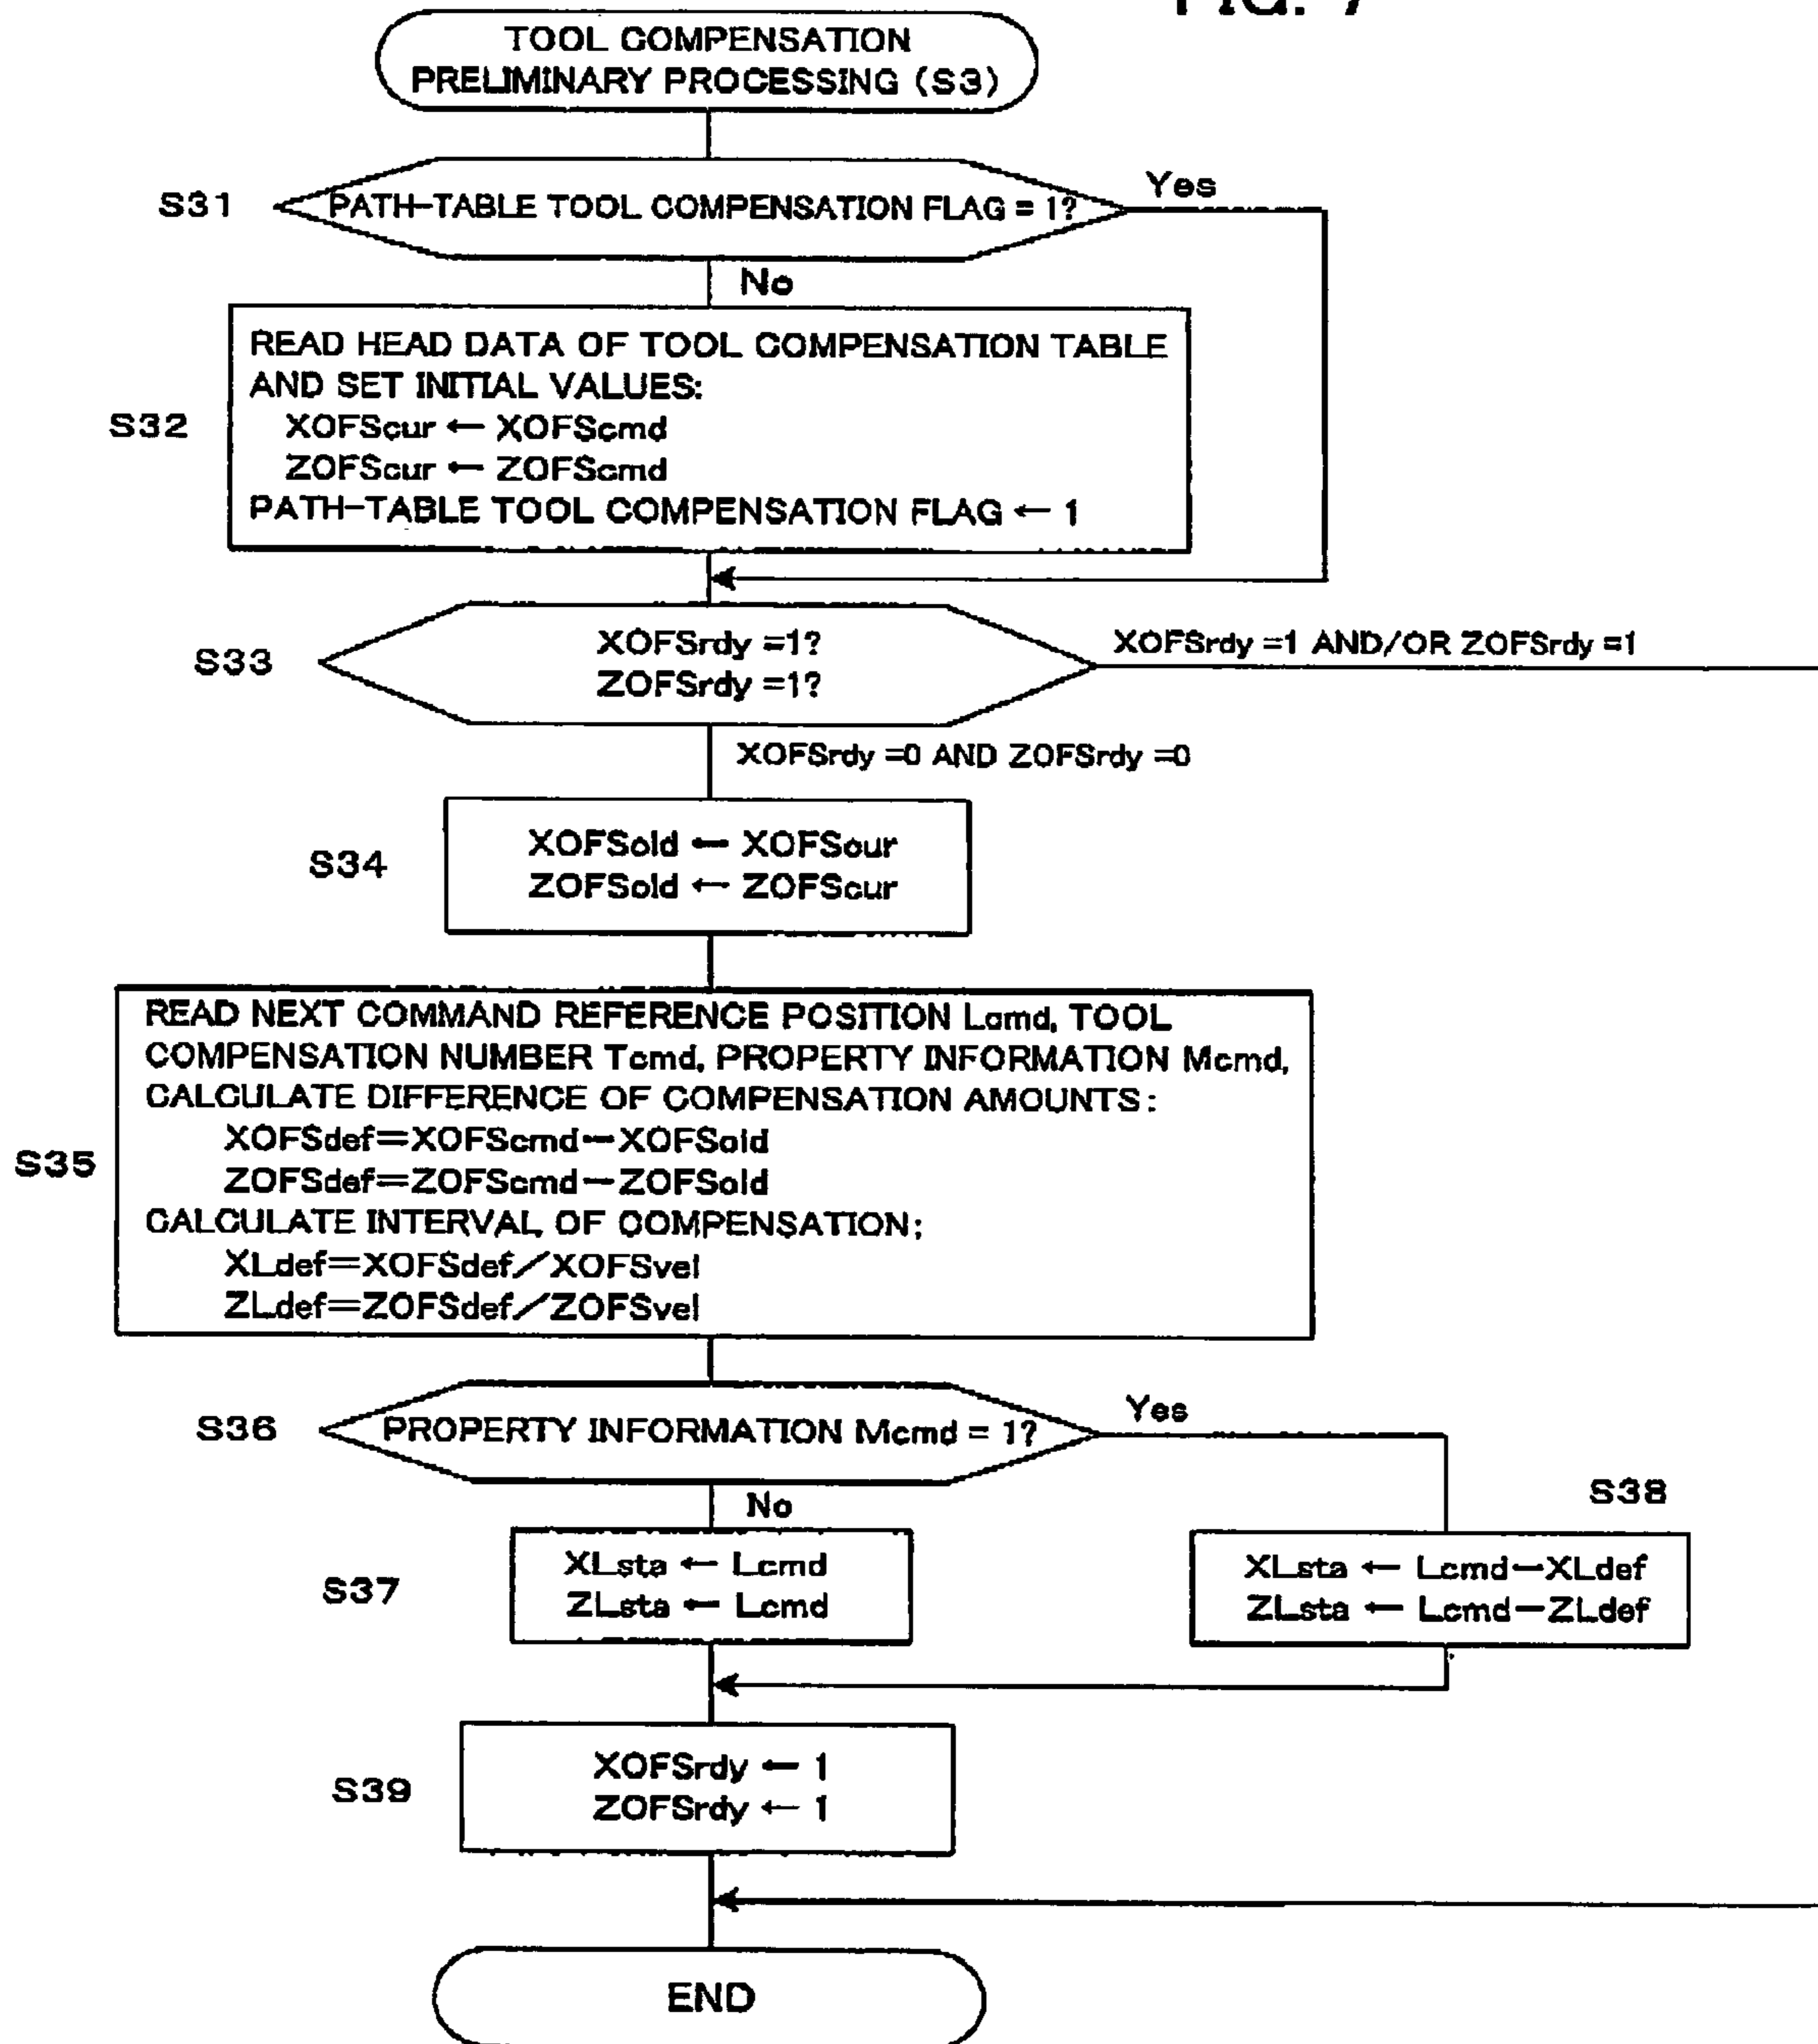 FIG. 7
TOOL COMPENSATION
PRELIMINARY PROCESSING (S3)
S31
PATH-TABLE TOOL COMPENSATION FLAG = 1?
Yes
No
S32
READ HEAD DATA OF TOOL COMPENSATION TABLE
AND SET INITIAL VALUES:
XOFScur ← XOFScmd
ZOFScur ← ZOFScmd
PATH-TABLE TOOL COMPENSATION FLAG ← 1
S33
XOFSrdy =1?
ZOFSrdy =1?
XOFSrdy =1 AND/OR ZOFSrdy =1
XOFSrdy =0 AND ZOFSrdy =0
S34
XOFSold ← XOFScur
ZOFSold ← ZOFScur
S35
READ NEXT COMMAND REFERENCE POSITION Lcmd, TOOL
COMPENSATION NUMBER Tcmd, PROPERTY INFORMATION Mcmd,
CALCULATE DIFFERENCE OF COMPENSATION AMOUNTS:
XOFSdef=XOFScmd-XOFSold
ZOFSdef=ZOFScmd-ZOFSold
CALCULATE INTERVAL OF COMPENSATION;
XLdef=XOFSdef/XOFSvel
ZLdef=ZOFSdef/ZOFSvel
S36
PROPERTY INFORMATION Mcmd = 1?
Yes
No
S38
S37
XLsta ← Lcmd
ZLsta ← Lcmd
XLsta ← Lcmd-XLdef
ZLsta ← Lcmd-ZLdef
S39
XOFSrdy ← 1
ZOFSrdy ← 1
END